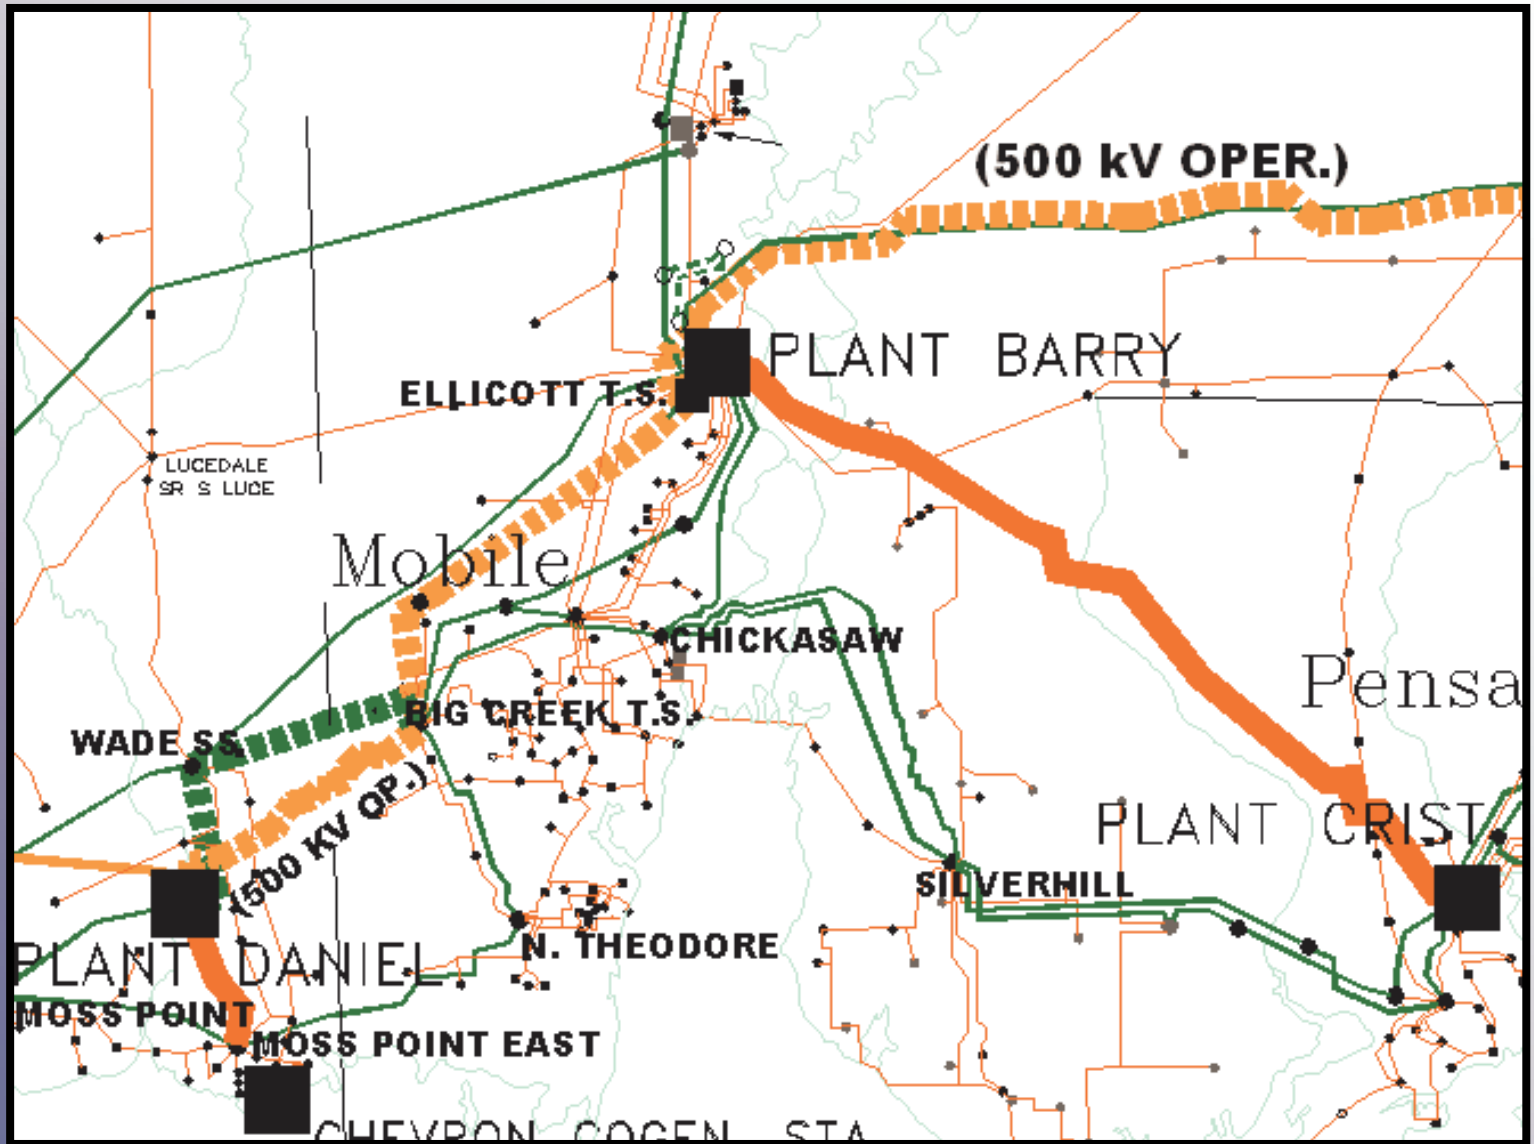 (500 kV OPER.)
PLANT BARRY
ELLICOTT T.S.
LUCEDALE
SR S LUCE
Mobile
CHICKASAW
Pensa
BIG CREEK T.S.
WADE SS
(500 KV OP.)
PLANT CRIST
SILVERHILL
N. THEODORE
PLANT DANIEL
MOSS POINT
MOSS POINT EAST
CHEVRON COGEN STA